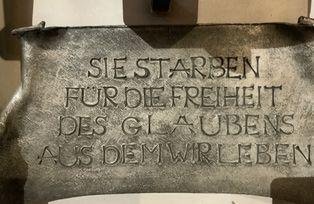 SIE STARBEN
FÜR DIE FREIHEIT
DES GLAUBENS
AUS DEM WIR LEBEN